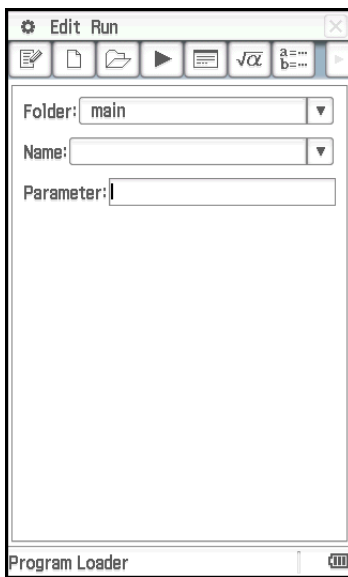 Edit Run
√α a=... b=...
Folder: main
Name:
Parameter:
Program Loader